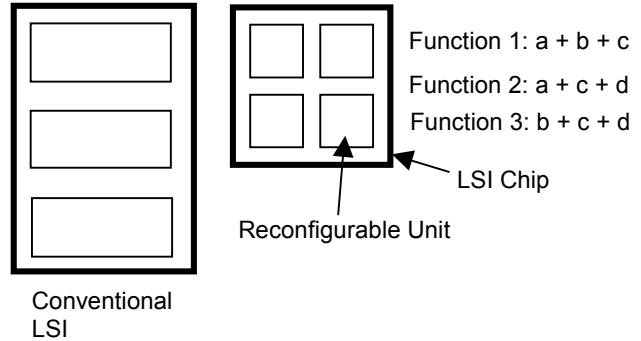 Function 1: a + b + c
Function 2: a + c + d
Function 3: b + c + d
LSI Chip
Reconfigurable Unit
Conventional
LSI